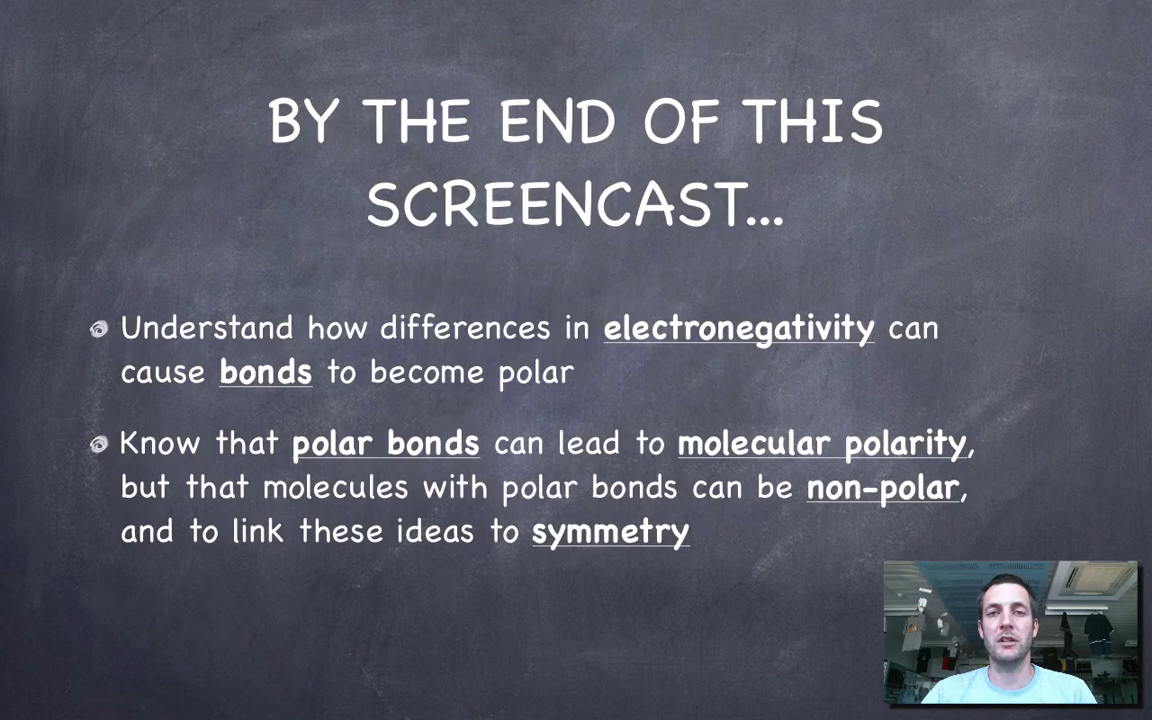 BY THE END OF THIS
SCREENCAST...
Understand how differences in electronegativity can
cause bonds to become polar
Know that polar bonds can lead to molecular polarity,
but that molecules with polar bonds can be non-polar,
and to link these ideas to symmetry